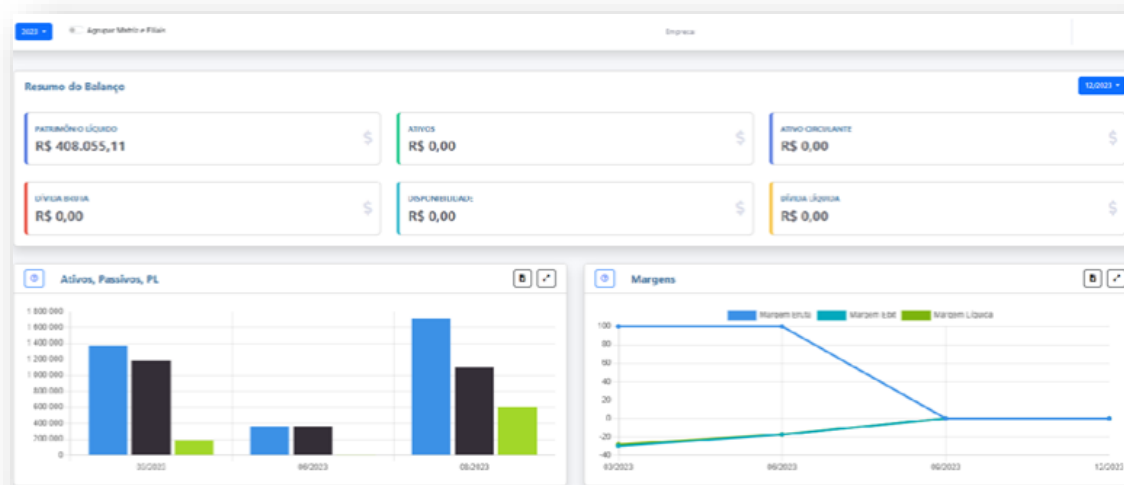 2023
Agrupar Matriz e Filiais
Empresa
Resumo do Balanço
12/2023
PATRIMÔNIO LÍQUIDO
R$ 408.055,11
ATIVOS
R$ 0,00
ATIVO CIRCULANTE
R$ 0,00
DÍVIDA BRUTA
R$ 0,00
DISPONIBILIDADE
R$ 0,00
DÍVIDA LÍQUIDA
R$ 0,00
Ativos, Passivos, PL
1 800 000
1 600 000
1 400 000
1 200 000
1 000 000
800 000
600 000
400 000
200 000
0
06/2023
09/2023
Margens
Margem Bruta Margem Ebit Margem Líquida
100
80
60
40
20
0
-20
-40
03/2023 06/2023 09/2023 12/2023